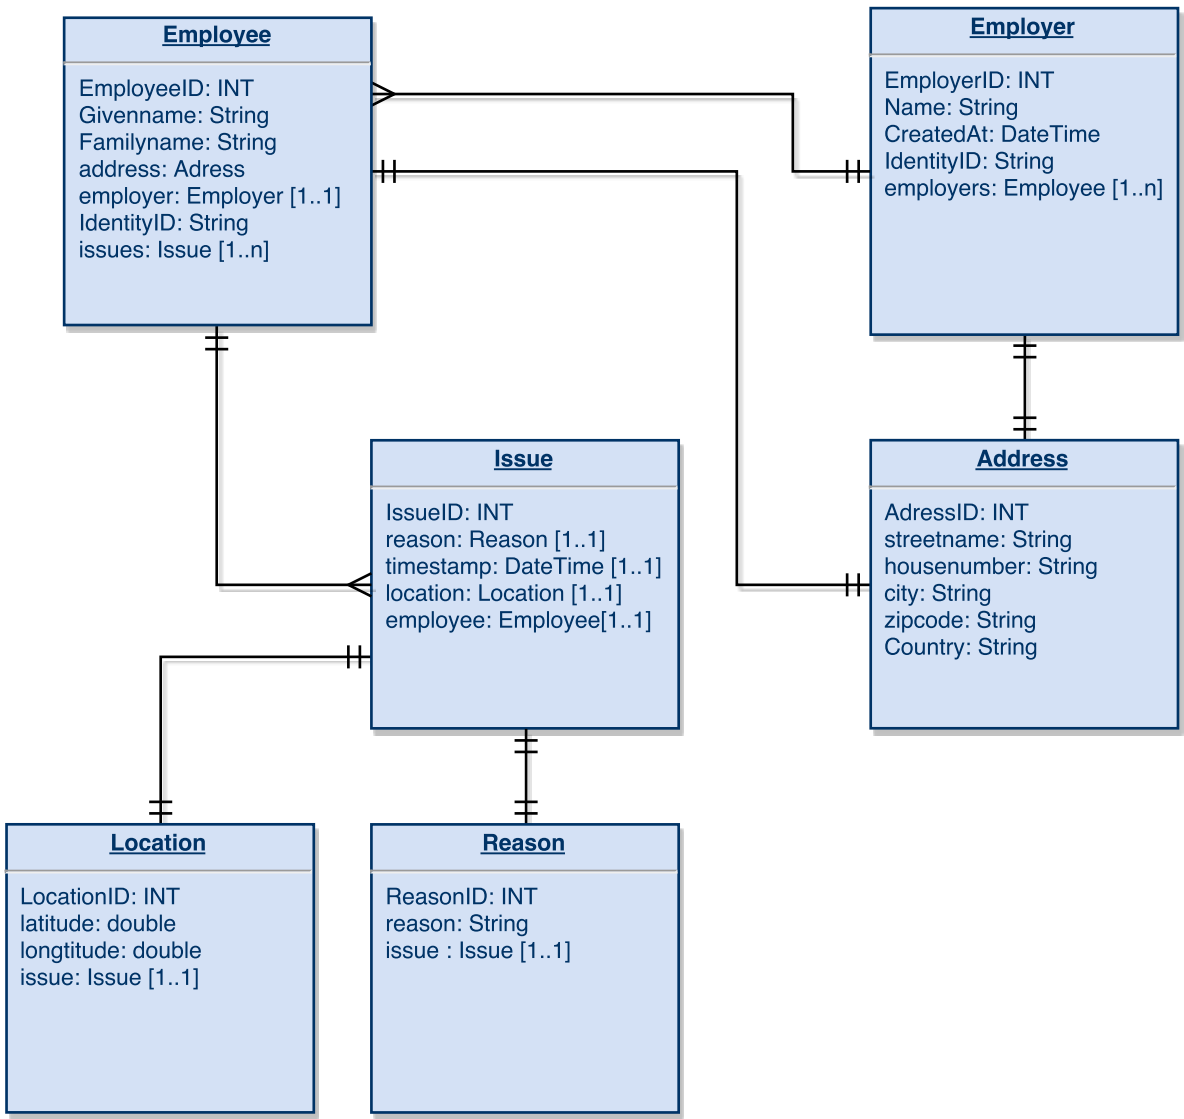 Employee
EmployeeID: INT
Givenname: String
Familyname: String
address: Adress
employer: Employer [1..1]
IdentityID: String
issues: Issue [1..n]
Employer
EmployerID: INT
Name: String
CreatedAt: DateTime
IdentityID: String
employers: Employee [1..n]
Issue
IssueID: INT
reason: Reason [1..1]
timestamp: DateTime [1..1]
location: Location [1..1]
employee: Employee[1..1]
Address
AdressID: INT
streetname: String
housenumber: String
city: String
zipcode: String
Country: String
Location
LocationID: INT
latitude: double
longtitude: double
issue: Issue [1..1]
Reason
ReasonID: INT
reason: String
issue : Issue [1..1]